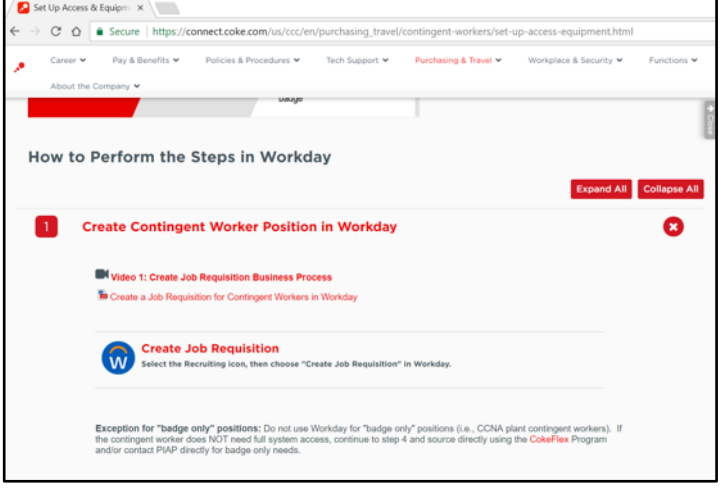 Set Up Access & Equipm
Secure https://connect.coke.com/us/ccc/en/purchasing_travel/contingent-workers/set-up-access-equipment.html
Career Pay & Benefits Policies & Procedures Tech Support Purchasing & Travel Workplace & Security Functions
About the Company
badge
Close
How to Perform the Steps in Workday
Expand All Collapse All
1 Create Contingent Worker Position in Workday
Video 1: Create Job Requisition Business Process
Create a Job Requisition for Contingent Workers in Workday
Create Job Requisition
Select the Recruiting icon, then choose "Create Job Requisition" in Workday.
Exception for "badge only" positions: Do not use Workday for "badge only" positions (i.e., CCNA plant contingent workers). If
the contingent worker does NOT need full system access, continue to step 4 and source directly using the CokeFlex Program
and/or contact PIAP directly for badge only needs.